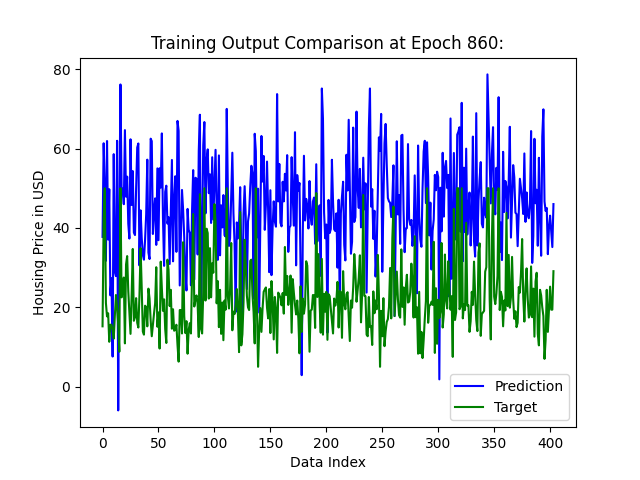 Training Output Comparison at Epoch 860:
Housing Price in USD
80
60
40
20
0
0 50 100 150 200 250 300 350 400
Data Index
Prediction
Target